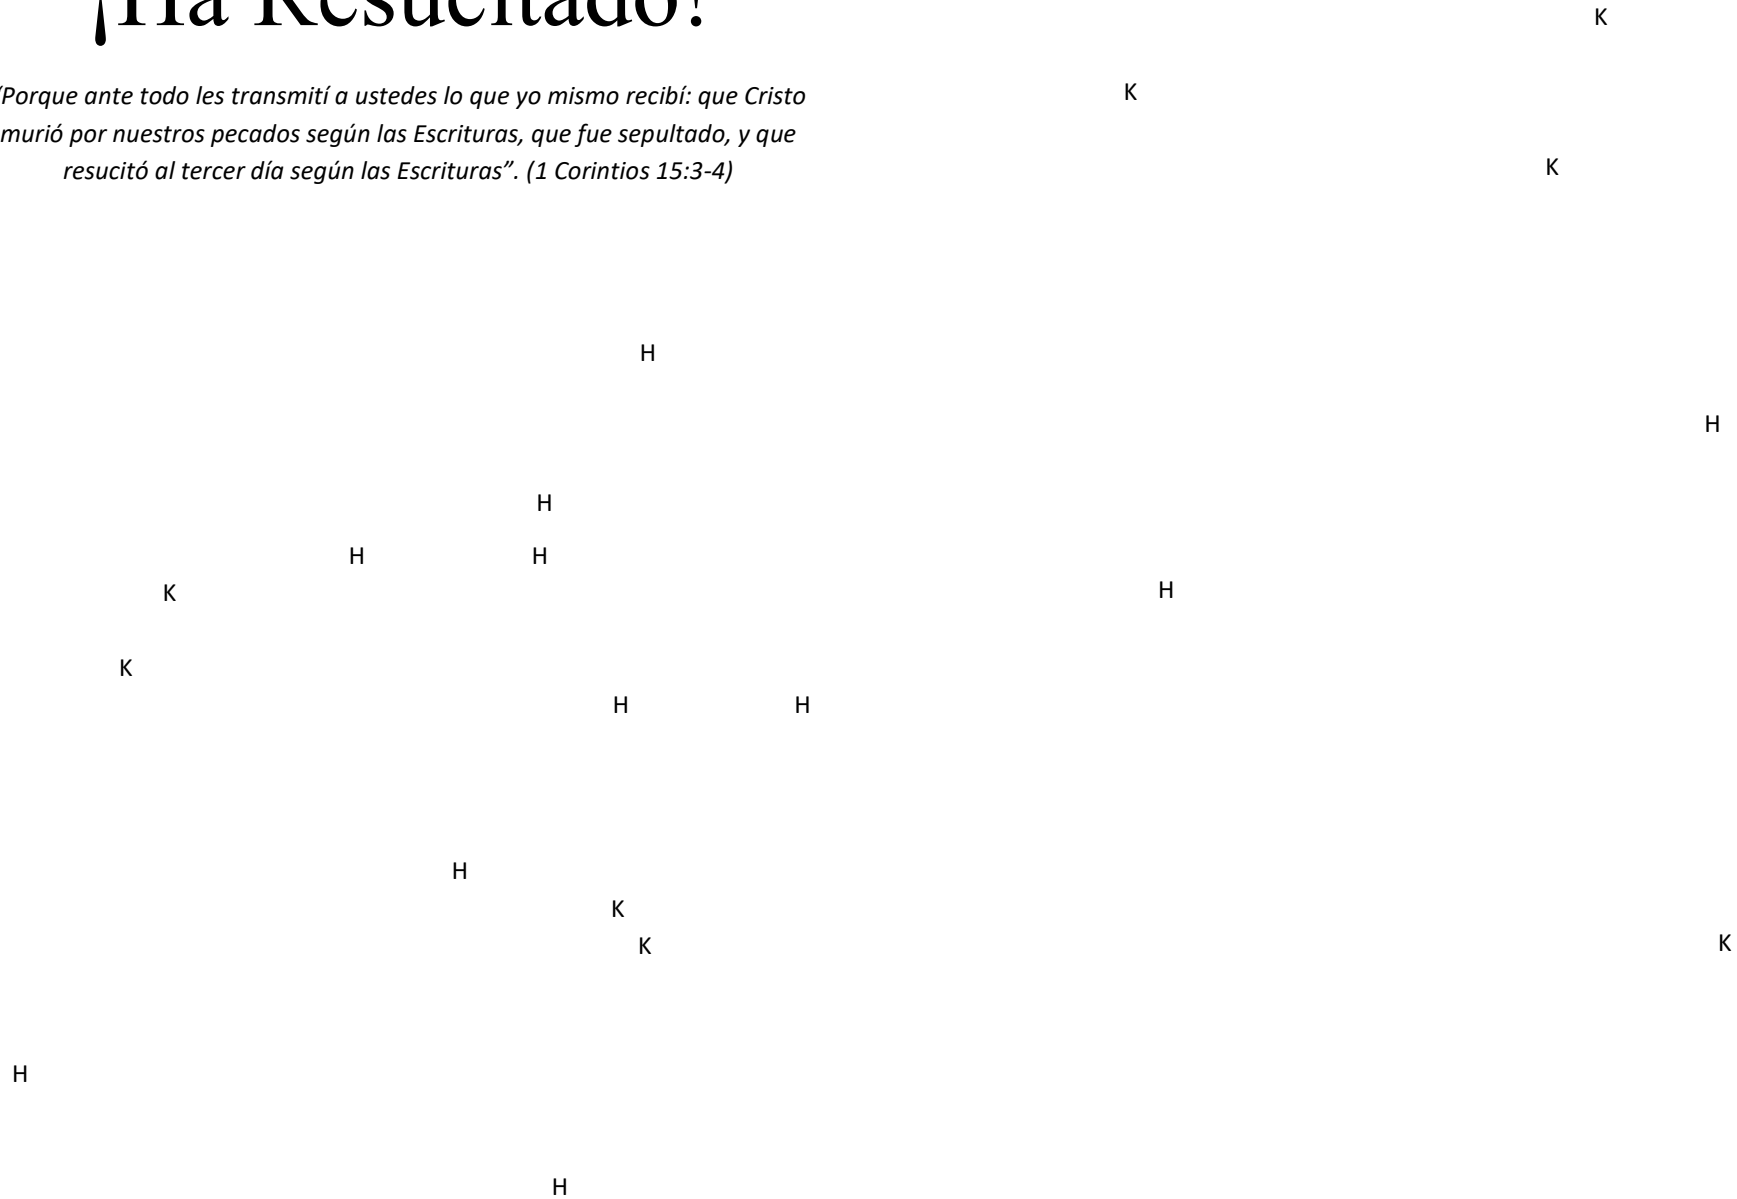 ¡Ha Resucitado!
“Porque ante todo les transmití a ustedes lo que yo mismo recibí: que Cristo
murió por nuestros pecados según las Escrituras, que fue sepultado, y que
resucitó al tercer día según las Escrituras”. (1 Corintios 15:3-4)
H
H
H H
K
K
H H
H
K
K
H
H
K
K
K
H
H
K